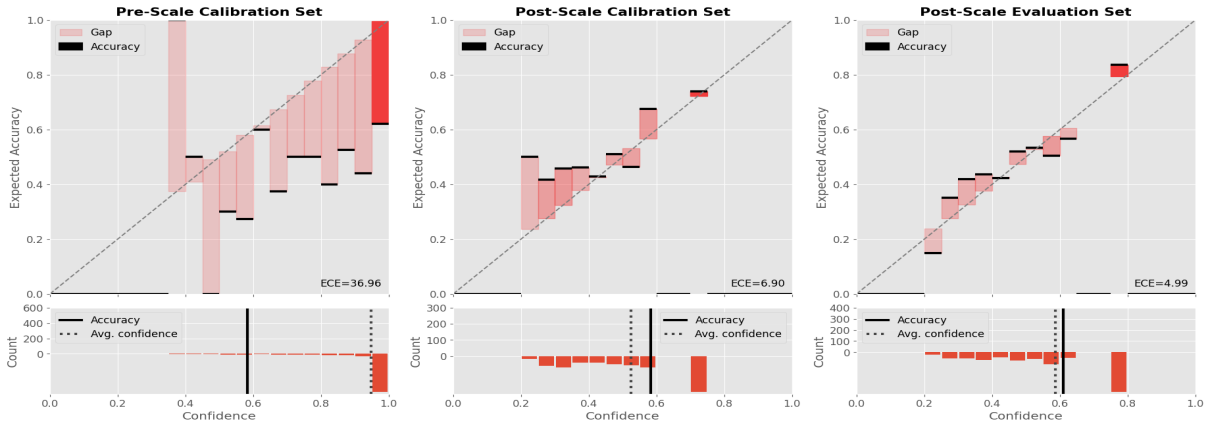 Pre-Scale Calibration Set
1.0
0.8
0.6
0.4
0.2
0.0
Expected Accuracy
Gap
Accuracy
ECE=36.96
600
400
200
0
Count
Accuracy
Avg. confidence
0.0 0.2 0.4 0.6 0.8 1.0
Confidence
Post-Scale Calibration Set
1.0
0.8
0.6
0.4
0.2
0.0
Expected Accuracy
Gap
Accuracy
ECE=6.90
300
200
100
0
Count
Accuracy
Avg. confidence
0.0 0.2 0.4 0.6 0.8 1.0
Confidence
Post-Scale Evaluation Set
1.0
0.8
0.6
0.4
0.2
0.0
Expected Accuracy
Gap
Accuracy
ECE=4.99
400
300
200
100
0
Count
Accuracy
Avg. confidence
0.0 0.2 0.4 0.6 0.8 1.0
Confidence